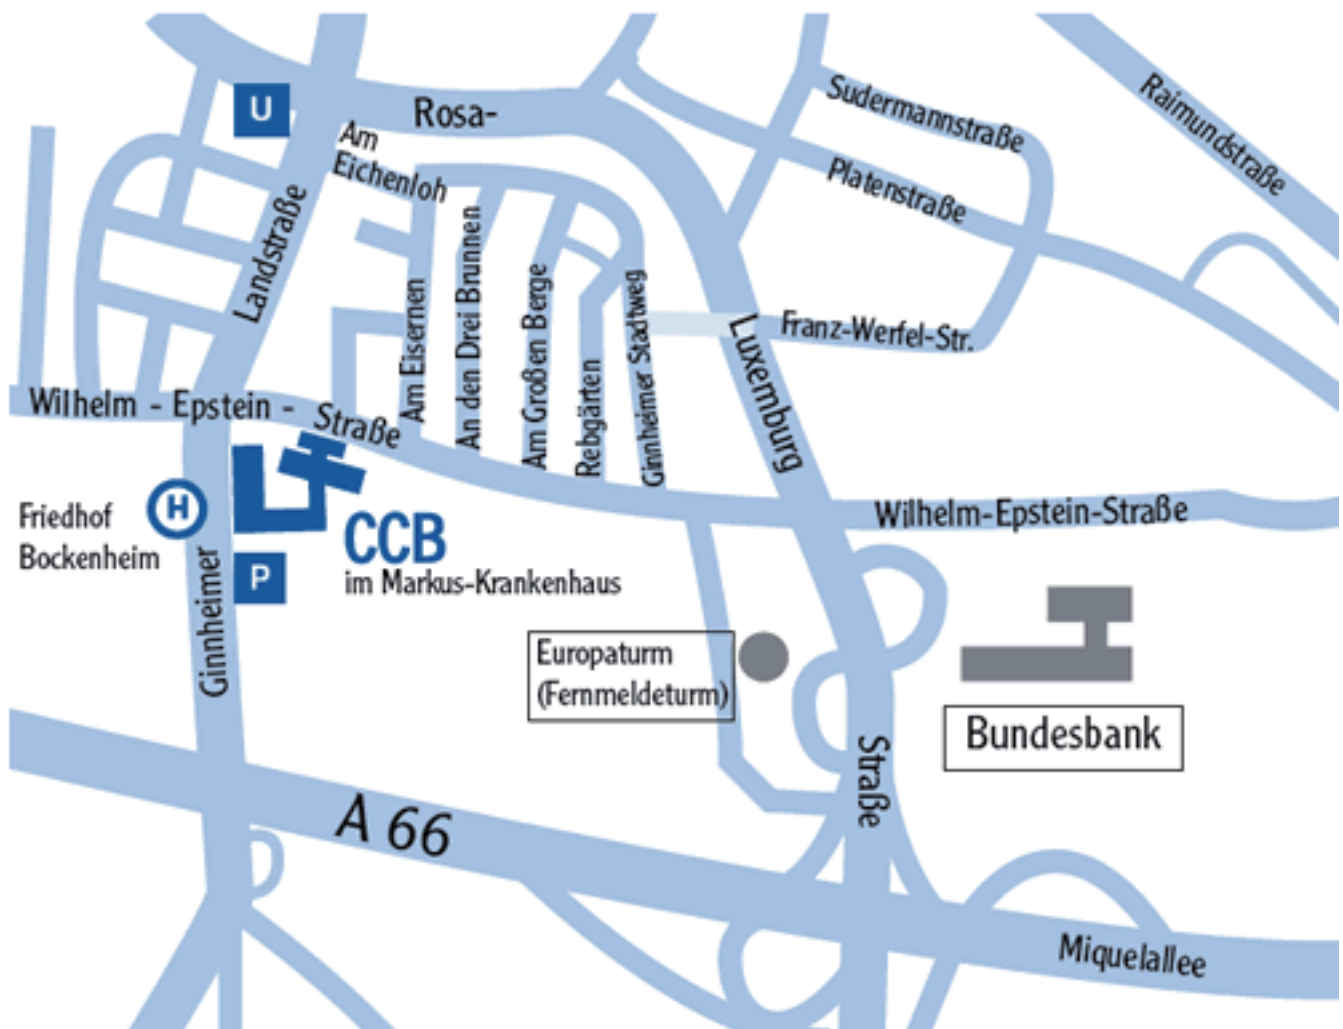 U
Rosa-
Am
Eichenloh
Sudermannstraße
Raimundstraße
Platenstraße
Landstraße
Am Eisernen
An den Drei Brunnen
Am Großen Berge
Rebgärten
Ginnheimer Stadtweg
Luxemburg
Franz-Werfel-Str.
Wilhelm - Epstein -
Straße
Friedhof
Bockenheim
H
CCB
im Markus-Krankenhaus
P
Ginnheimer
Wilhelm-Epstein-Straße
Europaturm
(Fernmeldeturm)
Bundesbank
Straße
A 66
Miquelallee